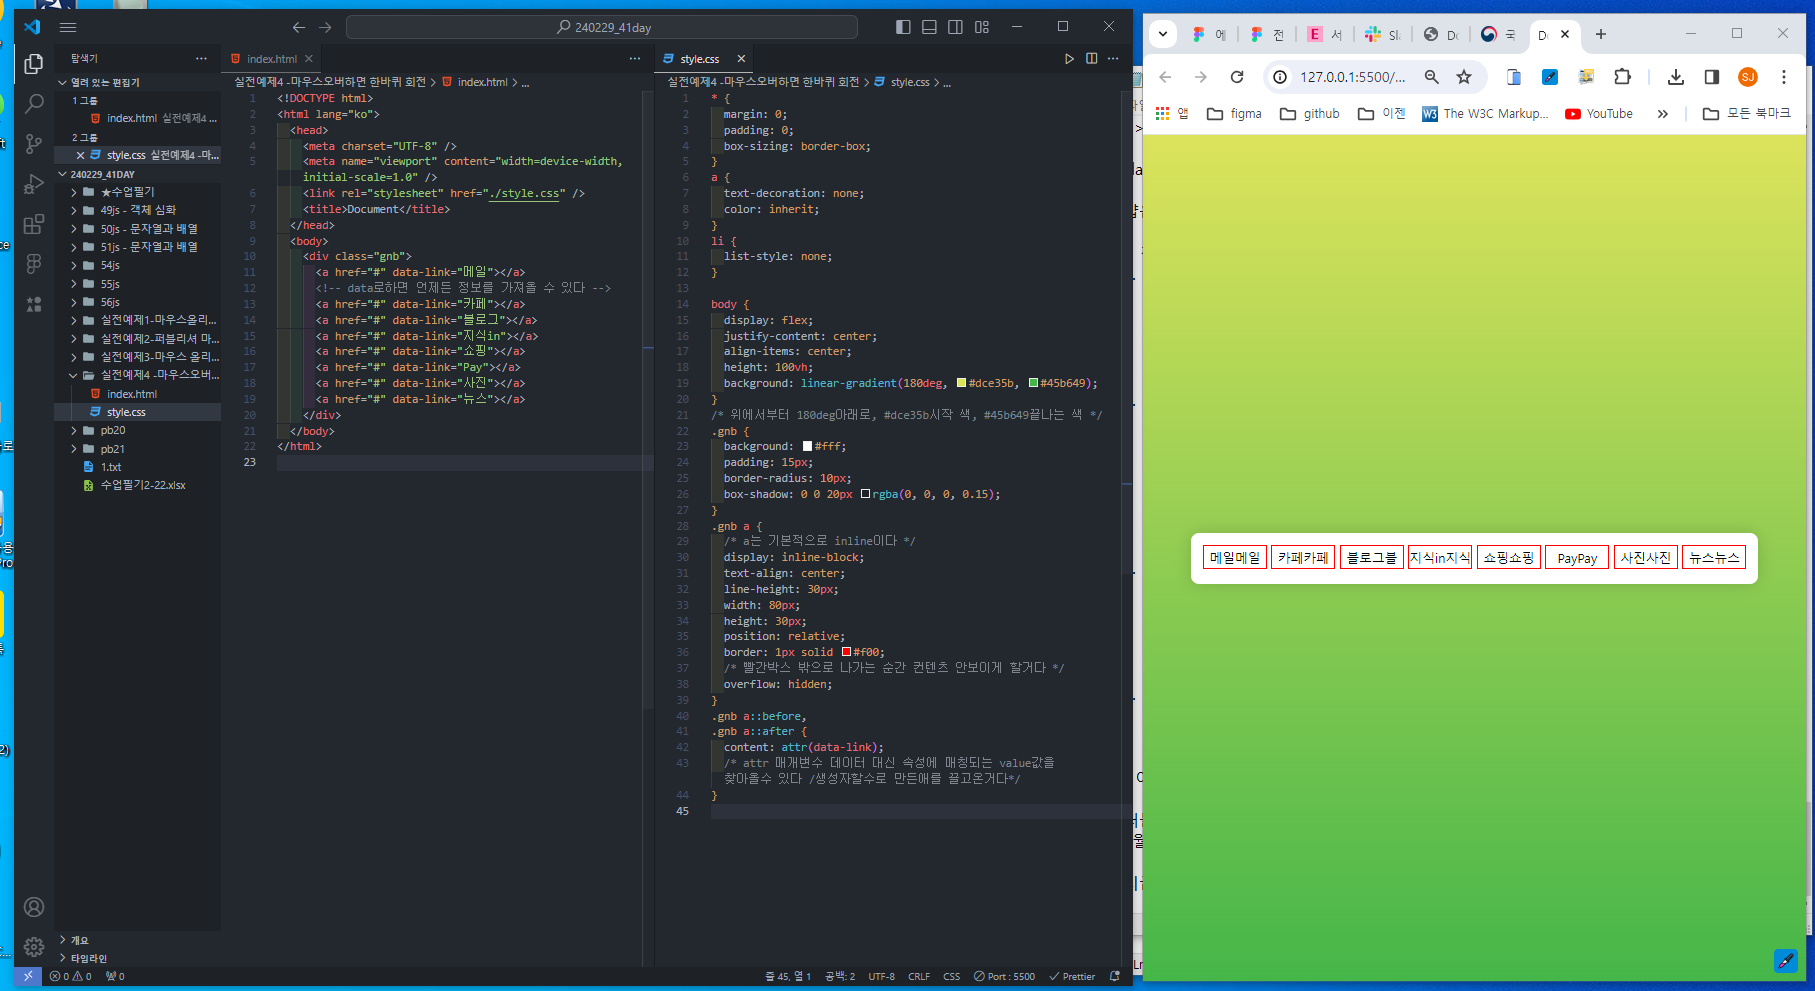 240229_41day
탐색기
열려 있는 편집기
1 그룹
index.html 실전예제4 ...
2 그룹
style.css 실전예제4 -마...
240229_41DAY
★수업필기
49js - 객체 심화
50js - 문자열과 배열
51js - 문자열과 배열
54js
55js
56js
실전예제1-마우스올리...
실전예제2-퍼블리셔 마...
실전예제3-마우스 올리...
실전예제4 -마우스오버...
index.html
style.css
pb20
pb21
1.txt
수업필기2-22.xlsx
개요
타임라인
index.html
실전예제4 -마우스오버하면 한바퀴 회전 > index.html > ...
1 <!DOCTYPE html>
2 <html lang="ko">
3 <head>
4 <meta charset="UTF-8" />
5 <meta name="viewport" content="width=device-width,
initial-scale=1.0" />
6 <link rel="stylesheet" href="./style.css" />
7 <title>Document</title>
8 </head>
9 <body>
10 <div class="gnb">
11 <a href="#" data-link="메일"></a>
12 <!-- data로하면 언제든 정보를 가져올 수 있다 -->
13 <a href="#" data-link="카페"></a>
14 <a href="#" data-link="블로그"></a>
15 <a href="#" data-link="지식in"></a>
16 <a href="#" data-link="쇼핑"></a>
17 <a href="#" data-link="Pay"></a>
18 <a href="#" data-link="사진"></a>
19 <a href="#" data-link="뉴스"></a>
20 </div>
21 </body>
22 </html>
23
style.css
실전예제4 -마우스오버하면 한바퀴 회전 > style.css > ...
1 * {
2 margin: 0;
3 padding: 0;
4 box-sizing: border-box;
5 }
6 a {
7 text-decoration: none;
8 color: inherit;
9 }
10 li {
11 list-style: none;
12 }
13
14 body {
15 display: flex;
16 justify-content: center;
17 align-items: center;
18 height: 100vh;
19 background: linear-gradient(180deg, #dce35b, #45b649);
20 }
21 /* 위에서부터 180deg아래로, #dce35b시작 색, #45b649끝나는 색 */
22 .gnb {
23 background: #fff;
24 padding: 15px;
25 border-radius: 10px;
26 box-shadow: 0 0 20px rgba(0, 0, 0, 0.15);
27 }
28 .gnb a {
29 /* a는 기본적으로 inline이다 */
30 display: inline-block;
31 text-align: center;
32 line-height: 30px;
33 width: 80px;
34 height: 30px;
35 position: relative;
36 border: 1px solid #f00;
37 /* 빨간박스 밖으로 나가는 순간 컨텐츠 안보이게 할거다 */
38 overflow: hidden;
39 }
40 .gnb a::before,
41 .gnb a::after {
42 content: attr(data-link);
43 /* attr 매개변수 데이터 대신 속성에 매칭되는 value값을
찾아올수 있다 /생성자함수로 만든애를 끌고온거다*/
44 }
45
0 0 0
줄 45, 열 1 공백: 2 UTF-8 CRLF CSS Port : 5500 Prettier
에 전 서 Sl Do 국 Do
127.0.0.1:5500/... SJ
앱 figma github 이젠 The W3C Markup... YouTube 모든 북마크
메일메일 카페카페 블로그블 지식in지식 쇼핑쇼핑 PayPay 사진사진 뉴스뉴스